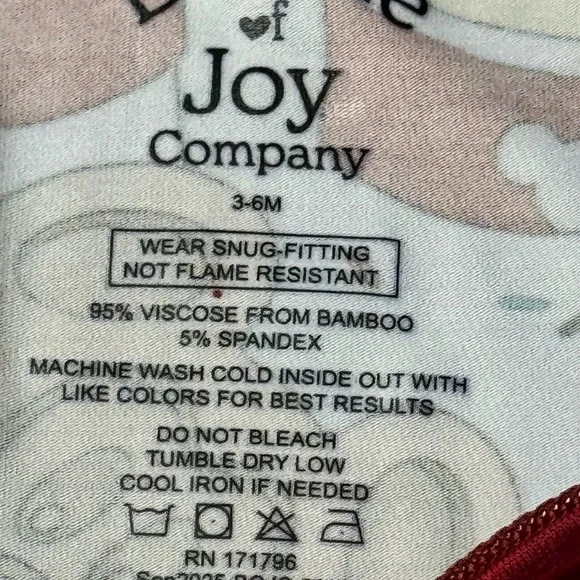 of
Joy
Company
3-6M
WEAR SNUG-FITTING
NOT FLAME RESISTANT
95% VISCOSE FROM BAMBOO
5% SPANDEX
MACHINE WASH COLD INSIDE OUT WITH
LIKE COLORS FOR BEST RESULTS
DO NOT BLEACH
TUMBLE DRY LOW
COOL IRON IF NEEDED
RN 171796